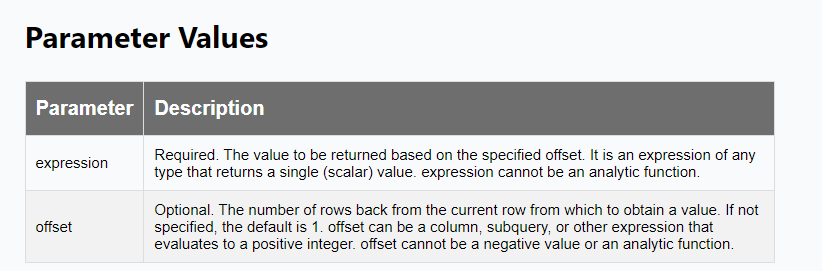 Parameter Values
Parameter Description
expression
Required. The value to be returned based on the specified offset. It is an expression of any
type that returns a single (scalar) value. expression cannot be an analytic function.
offset
Optional. The number of rows back from the current row from which to obtain a value. If not
specified, the default is 1. offset can be a column, subquery, or other expression that
evaluates to a positive integer. offset cannot be a negative value or an analytic function.